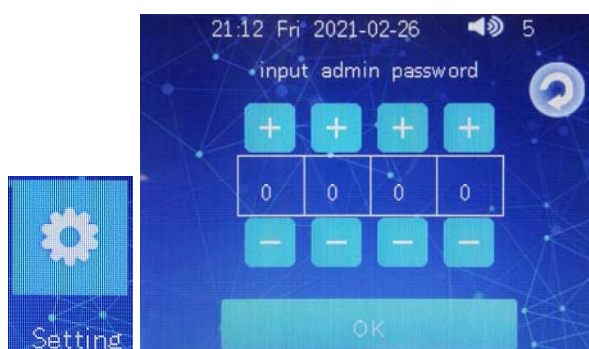 21:12 Fri 2021-02-26 5
input admin password
+ + + +
0 0 0 0
- - - -
OK
Setting